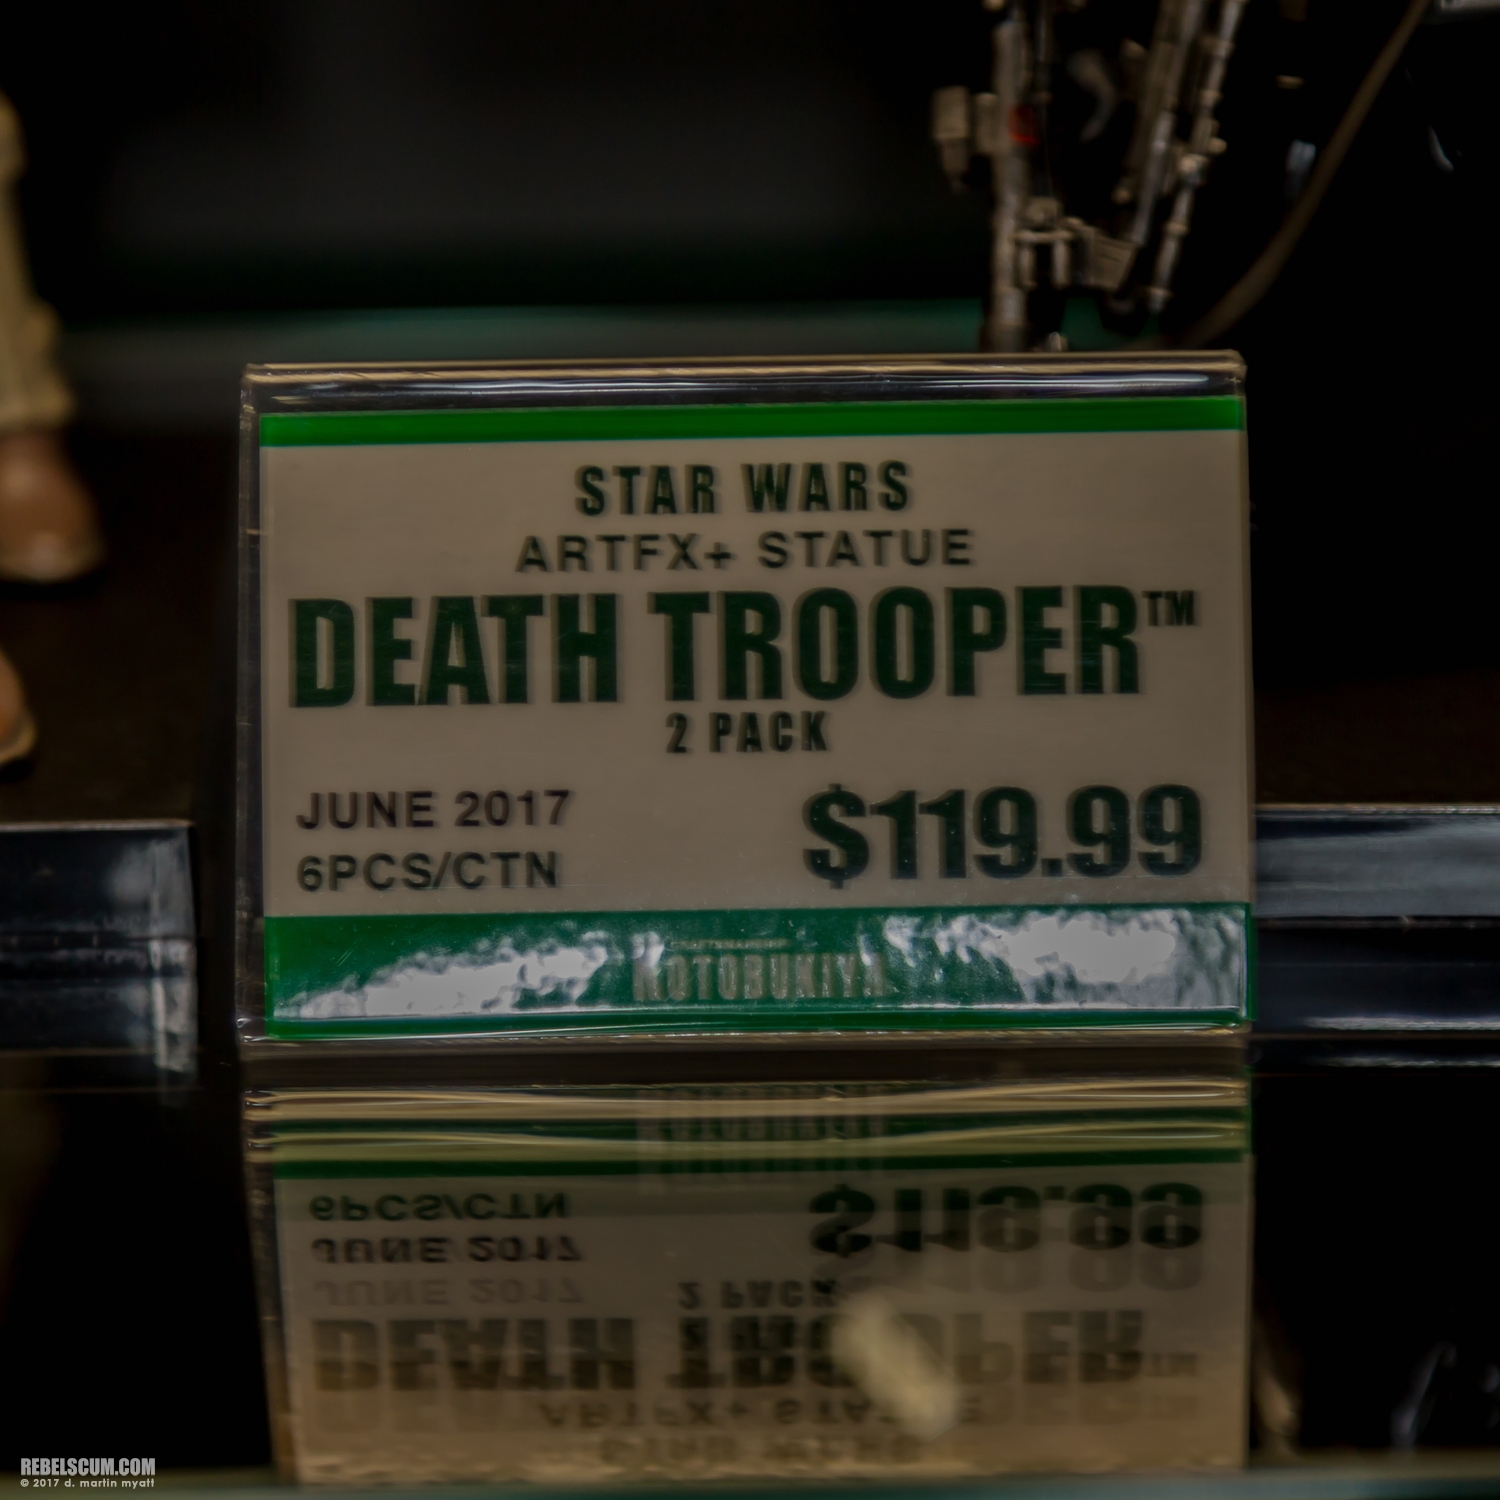 STAR WARS
ARTFX+ STATUE
DEATH TROOPER™
2 PACK
JUNE 2017
6PCS/CTN
$119.99
KOTOBUKIYA
REBELSCUM.COM
© 2017 d. martin myatt